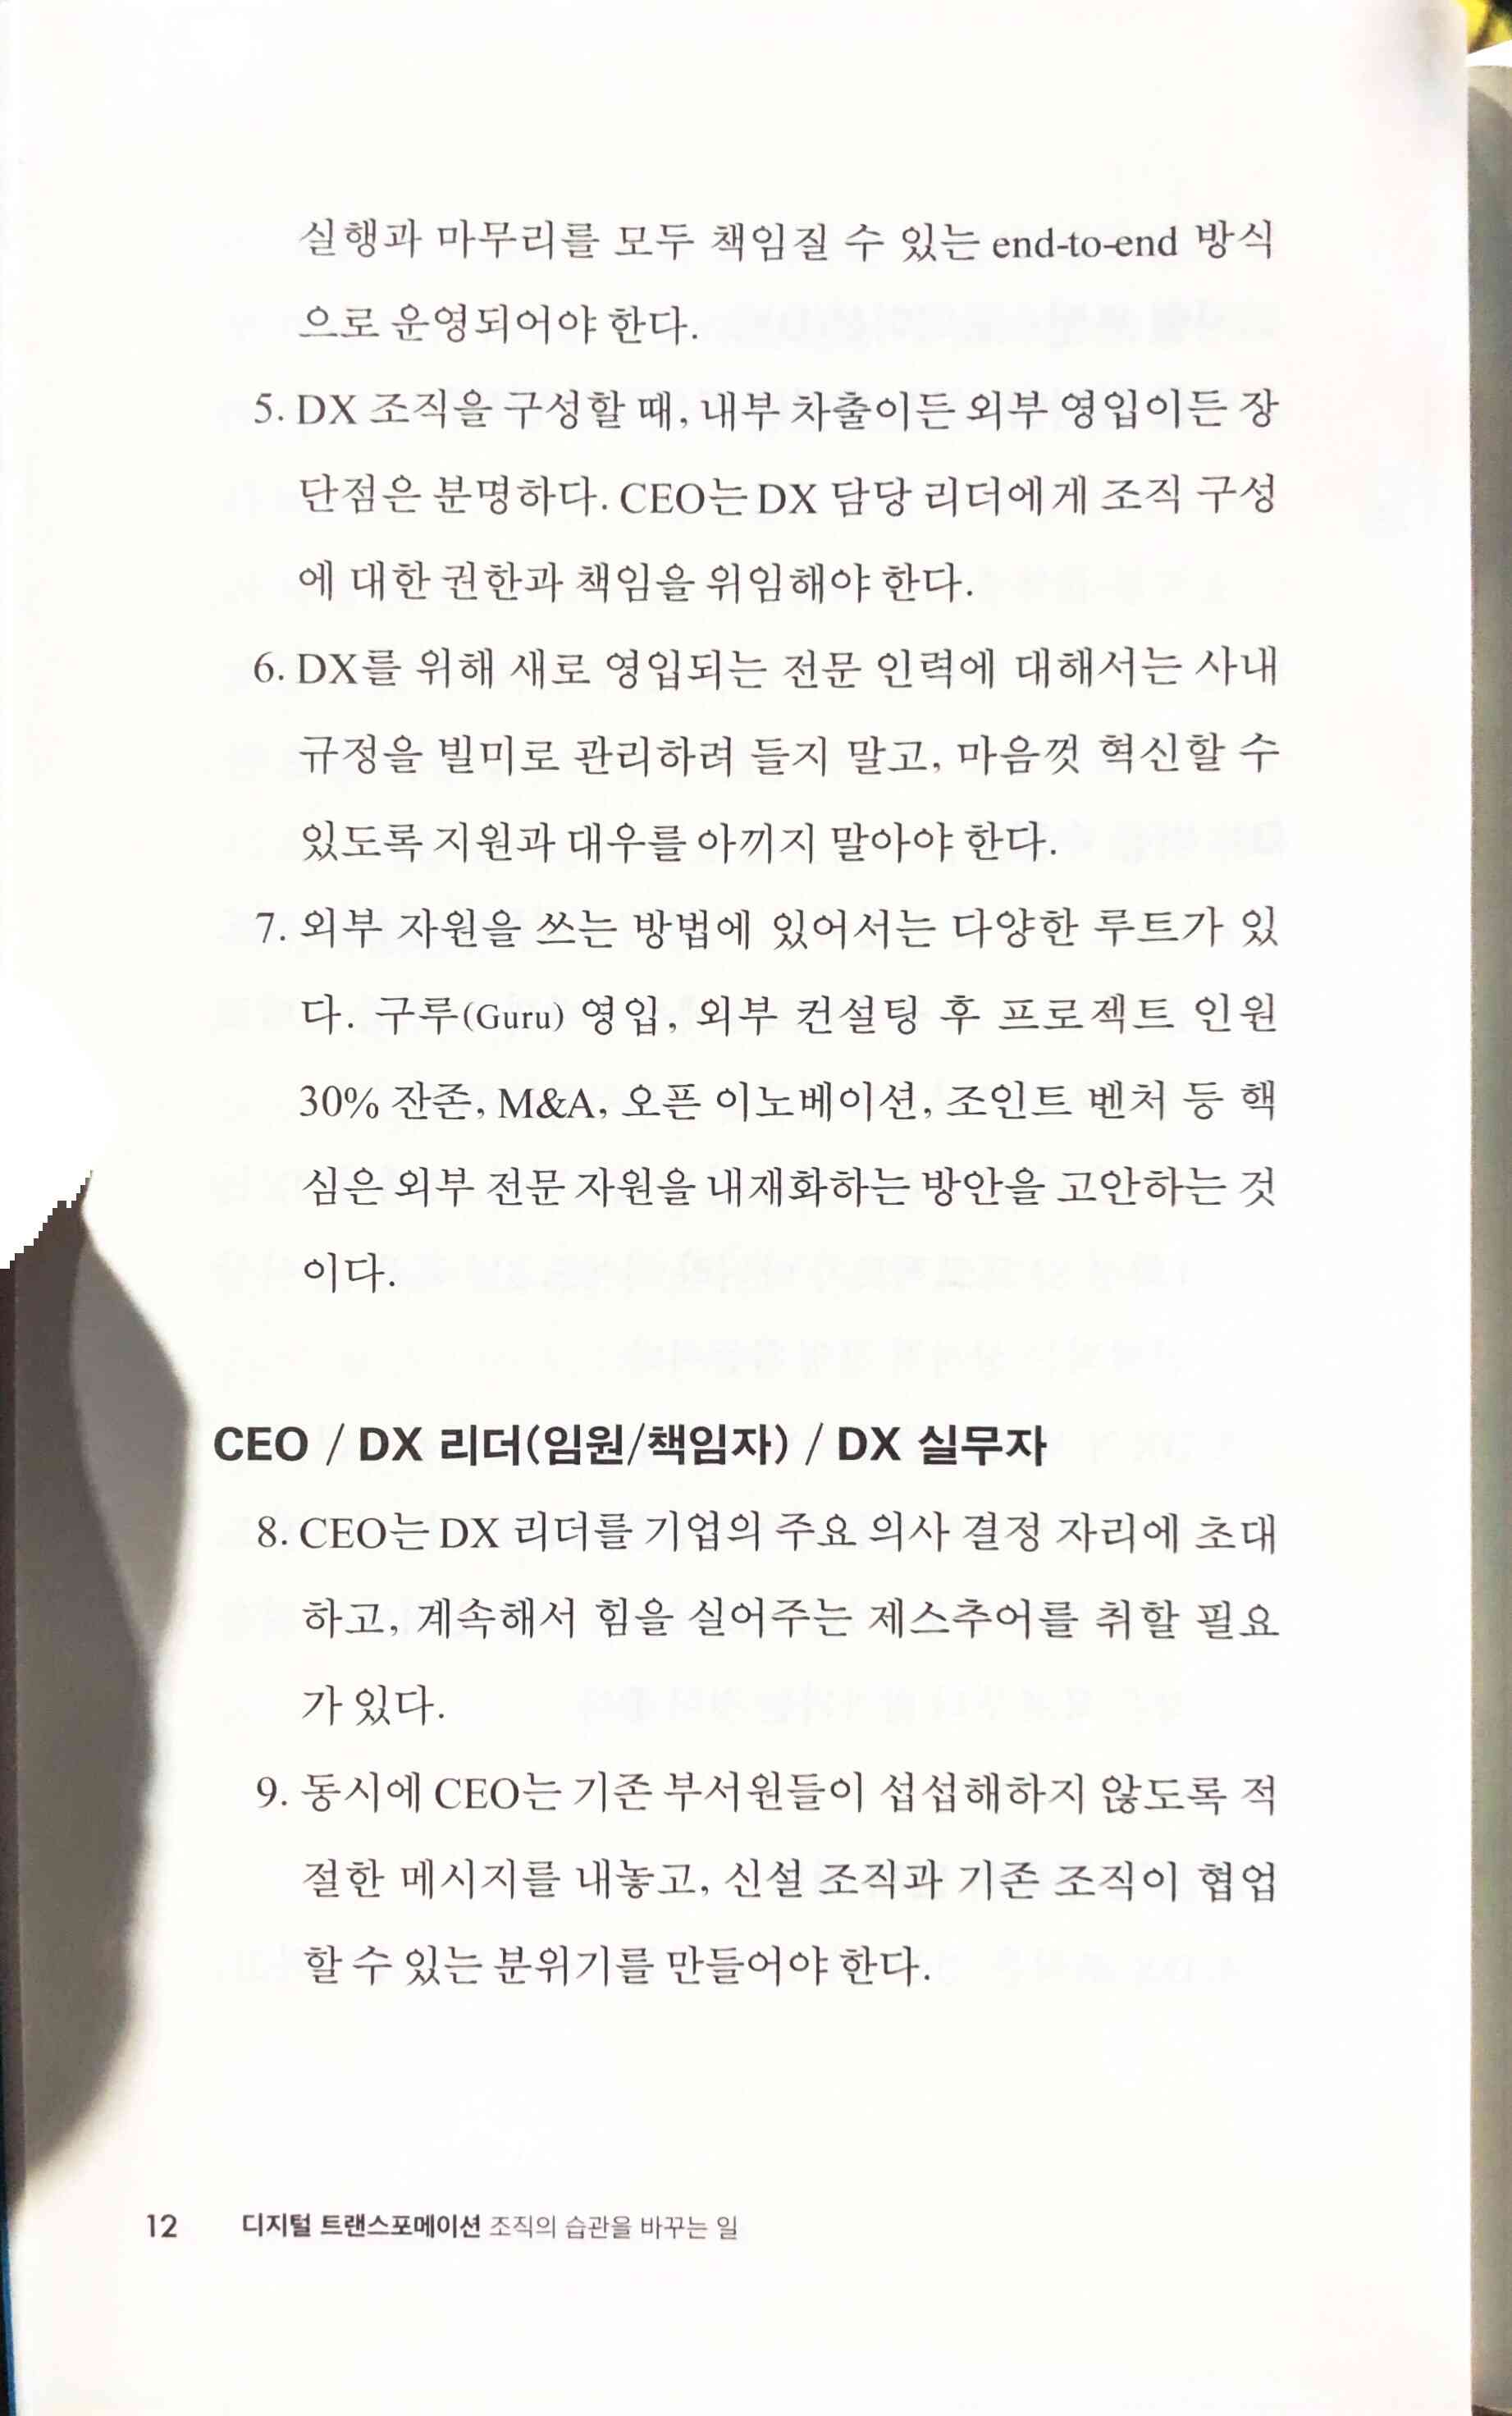 실행과 마무리를 모두 책임질 수 있는 end-to-end 방식
으로 운영되어야 한다.
5. DX 조직을 구성할 때, 내부 차출이든 외부 영입이든 장
단점은 분명하다. CEO는 DX 담당 리더에게 조직 구성
에 대한 권한과 책임을 위임해야 한다.
6. DX를 위해 새로 영입되는 전문 인력에 대해서는 사내
규정을 빌미로 관리하려 들지 말고, 마음껏 혁신할 수
있도록 지원과 대우를 아끼지 말아야 한다.
7. 외부 자원을 쓰는 방법에 있어서는 다양한 루트가 있
다. 구루(Guru) 영입, 외부 컨설팅 후 프로젝트 인원
30% 잔존, M&A, 오픈 이노베이션, 조인트 벤처 등 핵
심은 외부 전문 자원을 내재화하는 방안을 고안하는 것
이다.
CEO / DX 리더(임원/책임자) / DX 실무자
8. CEO는 DX 리더를 기업의 주요 의사 결정 자리에 초대
하고, 계속해서 힘을 실어주는 제스추어를 취할 필요
가 있다.
9. 동시에 CEO는 기존 부서원들이 섭섭해하지 않도록 적
절한 메시지를 내놓고, 신설 조직과 기존 조직이 협업
할 수 있는 분위기를 만들어야 한다.
12 디지털 트랜스포메이션 조직의 습관을 바꾸는 일